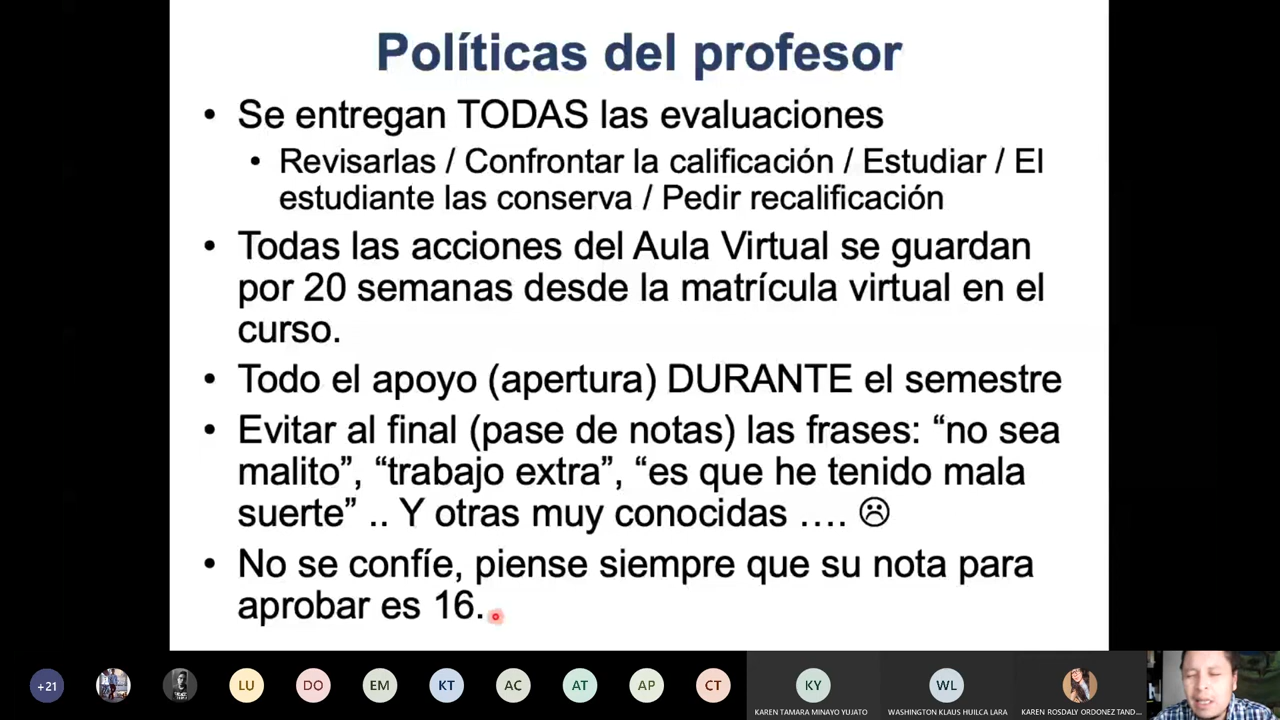 Políticas del profesor
• Se entregan TODAS las evaluaciones
• Revisarlas / Confrontar la calificación / Estudiar / El
estudiante las conserva / Pedir recalificación
• Todas las acciones del Aula Virtual se guardan
por 20 semanas desde la matrícula virtual en el
curso.
• Todo el apoyo (apertura) DURANTE el semestre
• Evitar al final (pase de notas) las frases: “no sea
malito”, “trabajo extra”, “es que he tenido mala
suerte” .. Y otras muy conocidas …. ☹
• No se confíe, piense siempre que su nota para
aprobar es 16.
+21 LU DO EM KT AC AT AP CT KY WL
KAREN TAMARA MINAYO YUJATO WASHINGTON KLAUS HUILCA LARA KAREN ROSDALY ORDONEZ TAND...